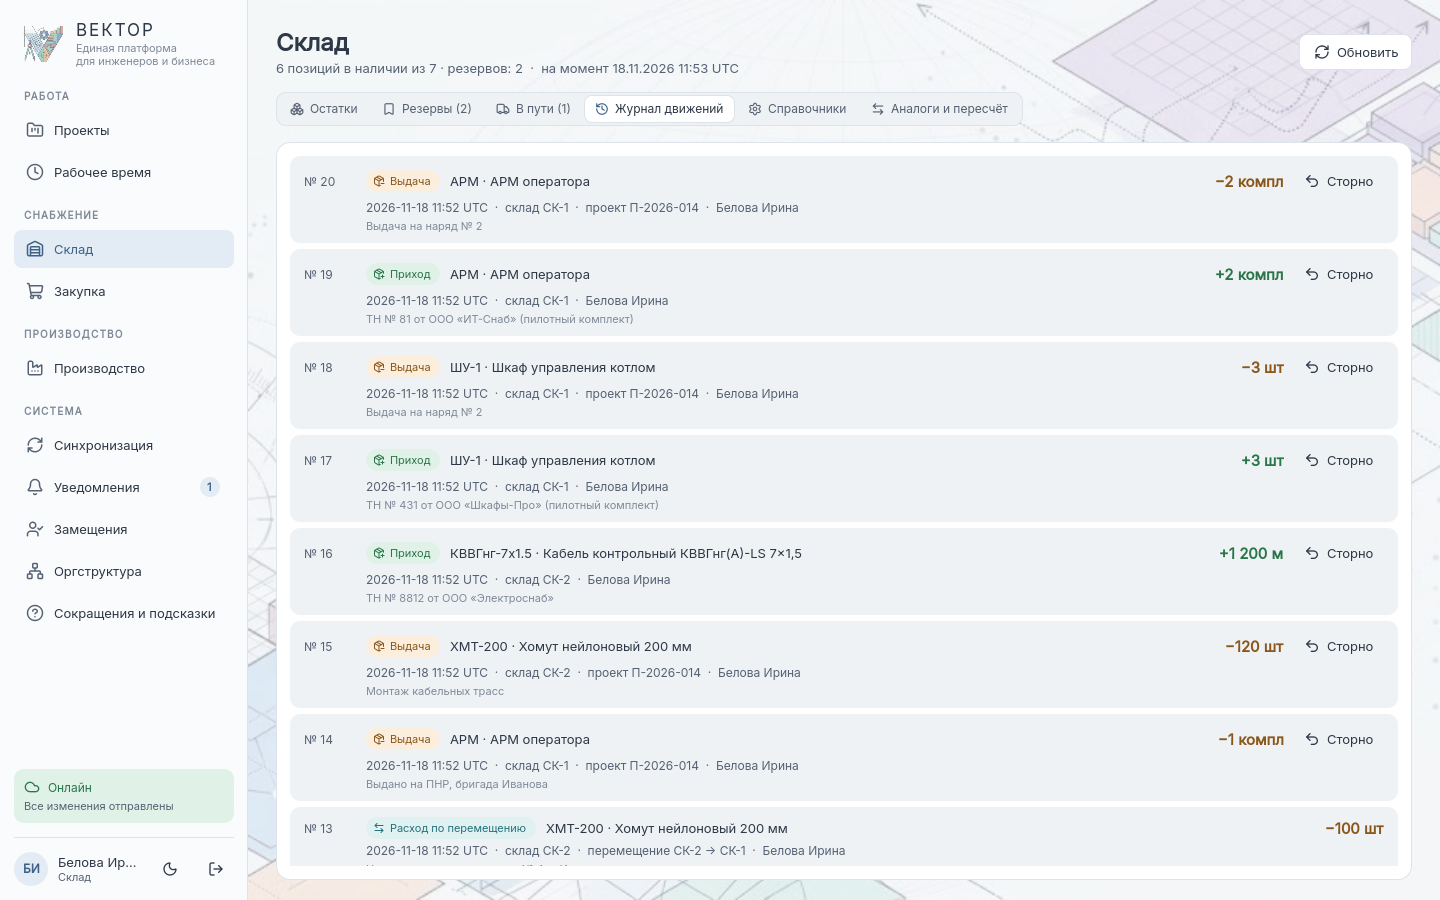 ВЕКТОР
Единая платформа
для инженеров и бизнеса
РАБОТА
Проекты
Рабочее время
СНАБЖЕНИЕ
Склад
Закупка
ПРОИЗВОДСТВО
Производство
СИСТЕМА
Синхронизация
Уведомления 1
Замещения
Оргструктура
Сокращения и подсказки
Онлайн
Все изменения отправлены
БИ
Белова Ир...
Склад
Склад
6 позиций в наличии из 7 · резервов: 2 · на момент 18.11.2026 11:53 UTC
Обновить
Остатки
Резервы (2)
В пути (1)
Журнал движений
Справочники
Аналоги и пересчёт
№ 20 Выдача АРМ · АРМ оператора −2 компл Сторно
2026-11-18 11:52 UTC · склад СК-1 · проект П-2026-014 · Белова Ирина
Выдача на наряд № 2
№ 19 Приход АРМ · АРМ оператора +2 компл Сторно
2026-11-18 11:52 UTC · склад СК-1 · Белова Ирина
ТН № 81 от ООО «ИТ-Снаб» (пилотный комплект)
№ 18 Выдача ШУ-1 · Шкаф управления котлом −3 шт Сторно
2026-11-18 11:52 UTC · склад СК-1 · проект П-2026-014 · Белова Ирина
Выдача на наряд № 2
№ 17 Приход ШУ-1 · Шкаф управления котлом +3 шт Сторно
2026-11-18 11:52 UTC · склад СК-1 · Белова Ирина
ТН № 431 от ООО «Шкафы-Про» (пилотный комплект)
№ 16 Приход КВВГнг-7х1.5 · Кабель контрольный КВВГнг(А)-LS 7×1,5 +1 200 м Сторно
2026-11-18 11:52 UTC · склад СК-2 · Белова Ирина
ТН № 8812 от ООО «Электроснаб»
№ 15 Выдача ХМТ-200 · Хомут нейлоновый 200 мм −120 шт Сторно
2026-11-18 11:52 UTC · склад СК-2 · проект П-2026-014 · Белова Ирина
Монтаж кабельных трасс
№ 14 Выдача АРМ · АРМ оператора −1 компл Сторно
2026-11-18 11:52 UTC · склад СК-1 · проект П-2026-014 · Белова Ирина
Выдано на ПНР, бригада Иванова
№ 13 Расход по перемещению ХМТ-200 · Хомут нейлоновый 200 мм −100 шт
2026-11-18 11:52 UTC · склад СК-2 · перемещение СК-2 → СК-1 · Белова Ирина